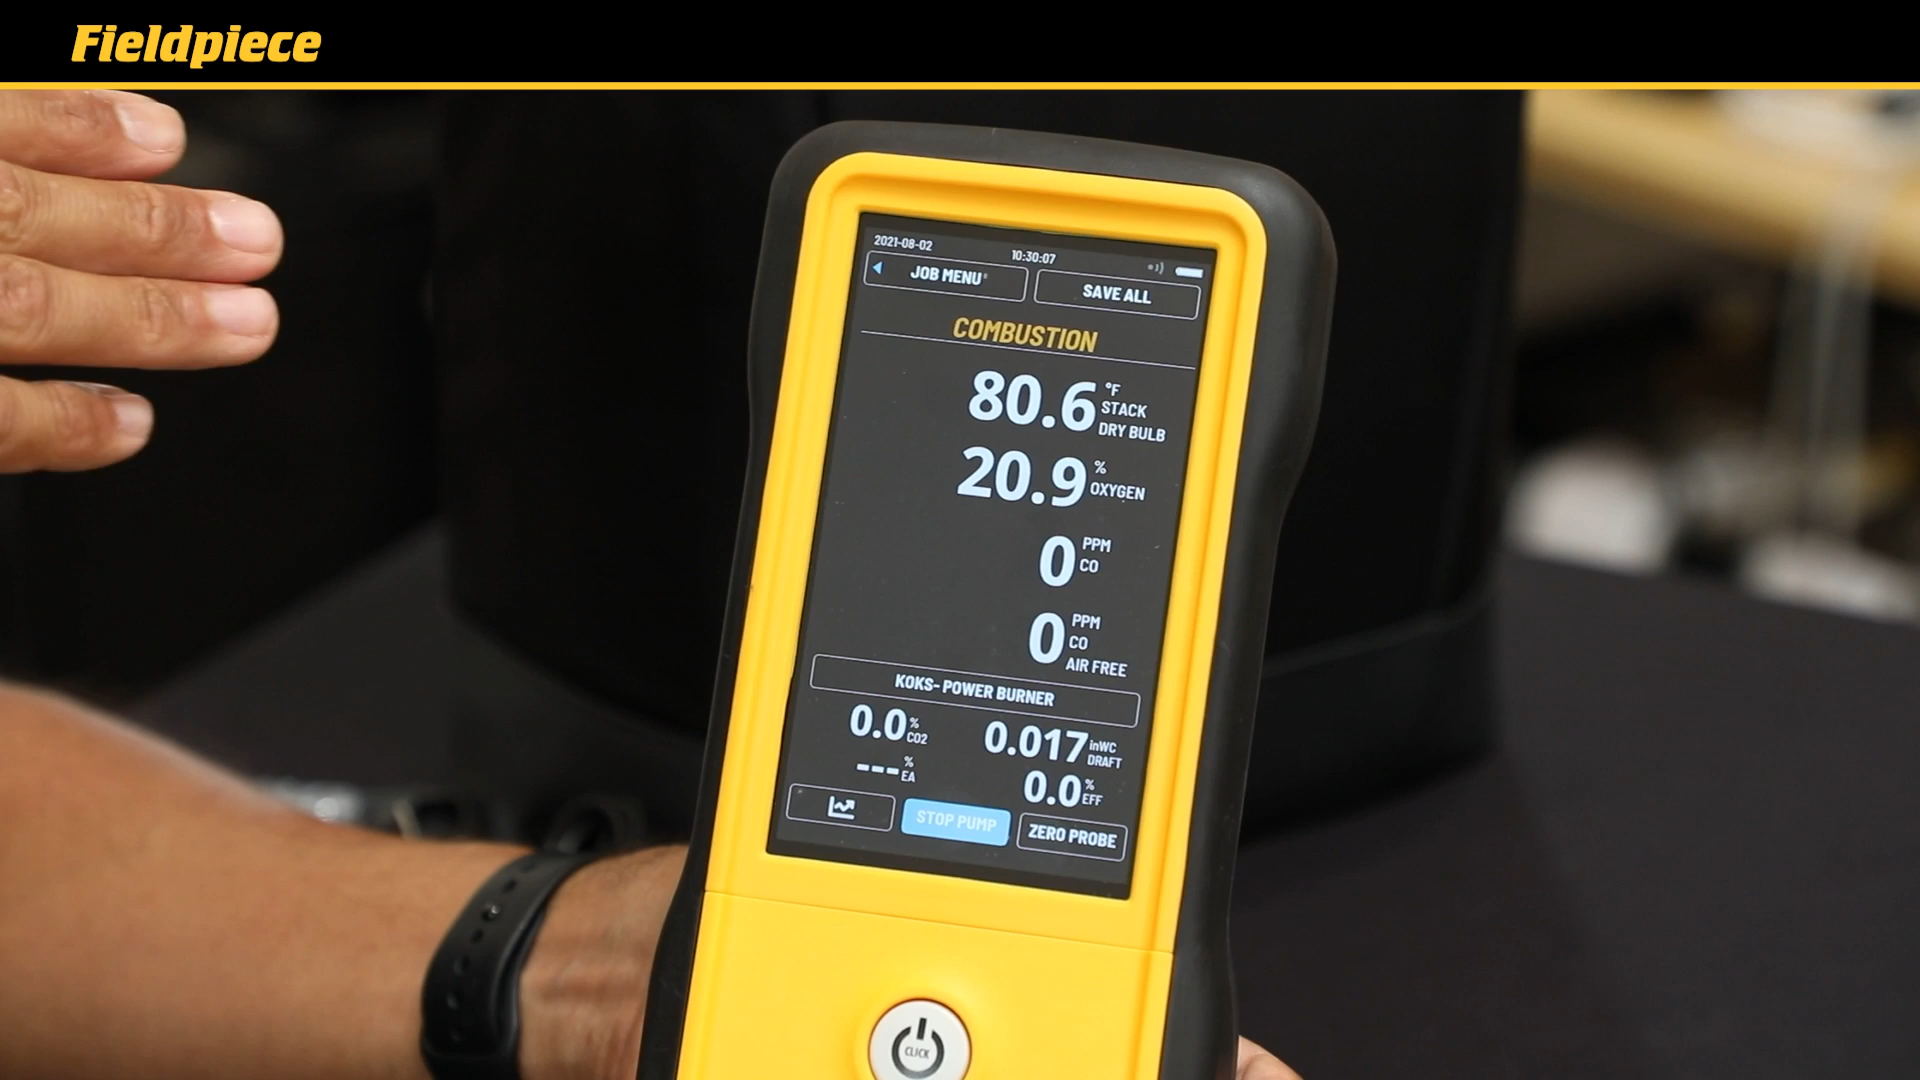 Fieldpiece
2021-08-02
10:30:07
JOB MENU
SAVE ALL
COMBUSTION
80.6 °F STACK DRY BULB
20.9 % OXYGEN
0 PPM CO
0 PPM CO AIR FREE
KOKS- POWER BURNER
0.0 % CO2
0.017 inWC DRAFT
--- % EA
0.0 % EFF
STOP PUMP
ZERO PROBE
CLICK